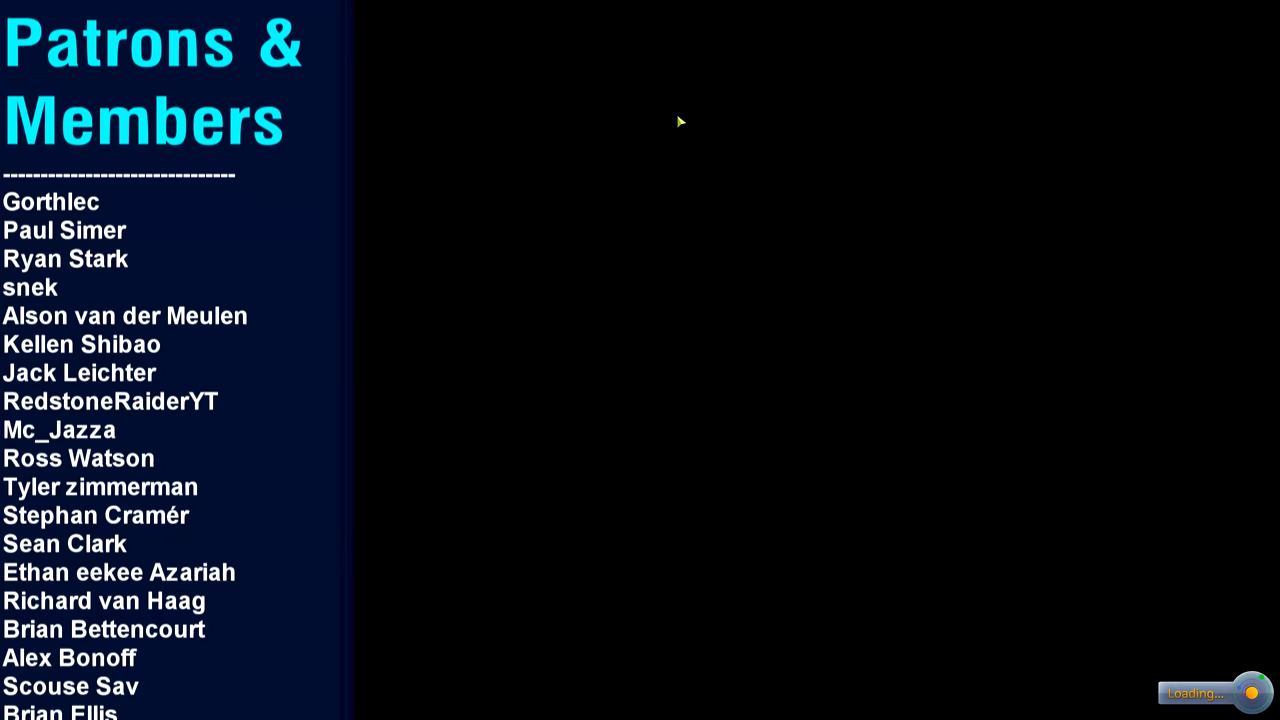 Patrons &
Members
-------------------------------
Gorthlec
Paul Simer
Ryan Stark
snek
Alson van der Meulen
Kellen Shibao
Jack Leichter
RedstoneRaiderYT
Mc_Jazza
Ross Watson
Tyler zimmerman
Stephan Cramér
Sean Clark
Ethan eekee Azariah
Richard van Haag
Brian Bettencourt
Alex Bonoff
Scouse Sav
Brian Ellis
Loading...